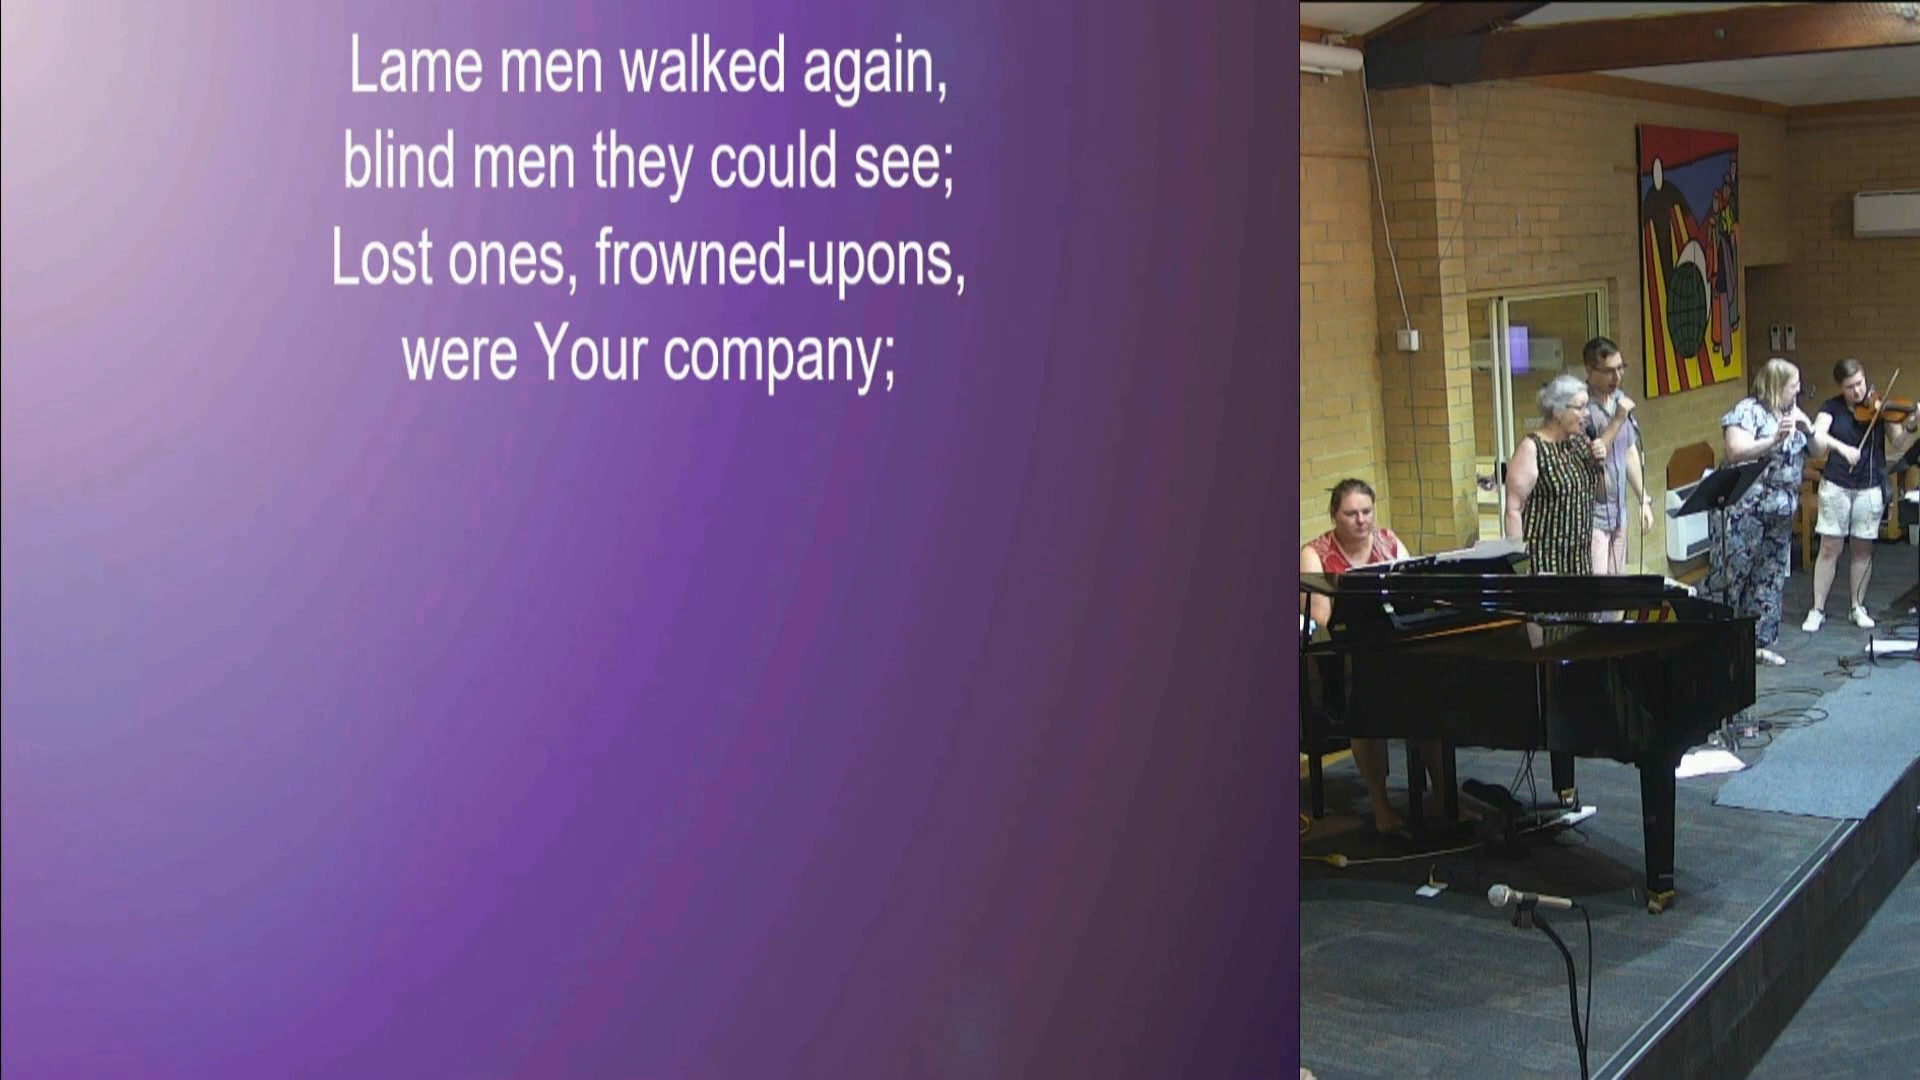 Lame men walked again,
blind men they could see;
Lost ones, frowned-upons,
were Your company;